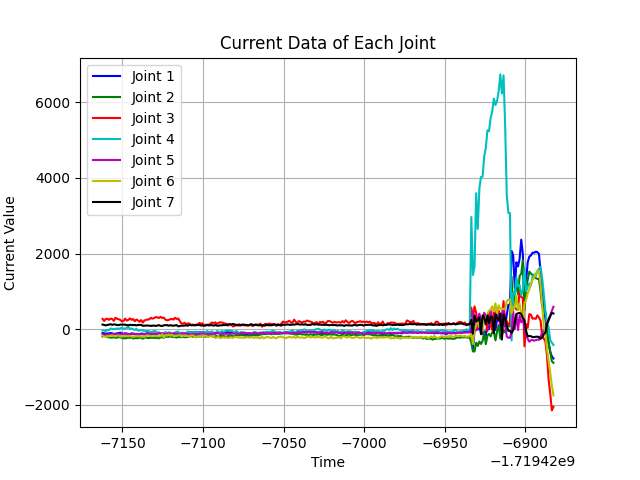 Current Data of Each Joint
Joint 1
Joint 2
Joint 3
Joint 4
Joint 5
Joint 6
Joint 7
6000
4000
2000
0
−2000
Current Value
−7150 −7100 −7050 −7000 −6950 −6900
Time
−1.71942e9